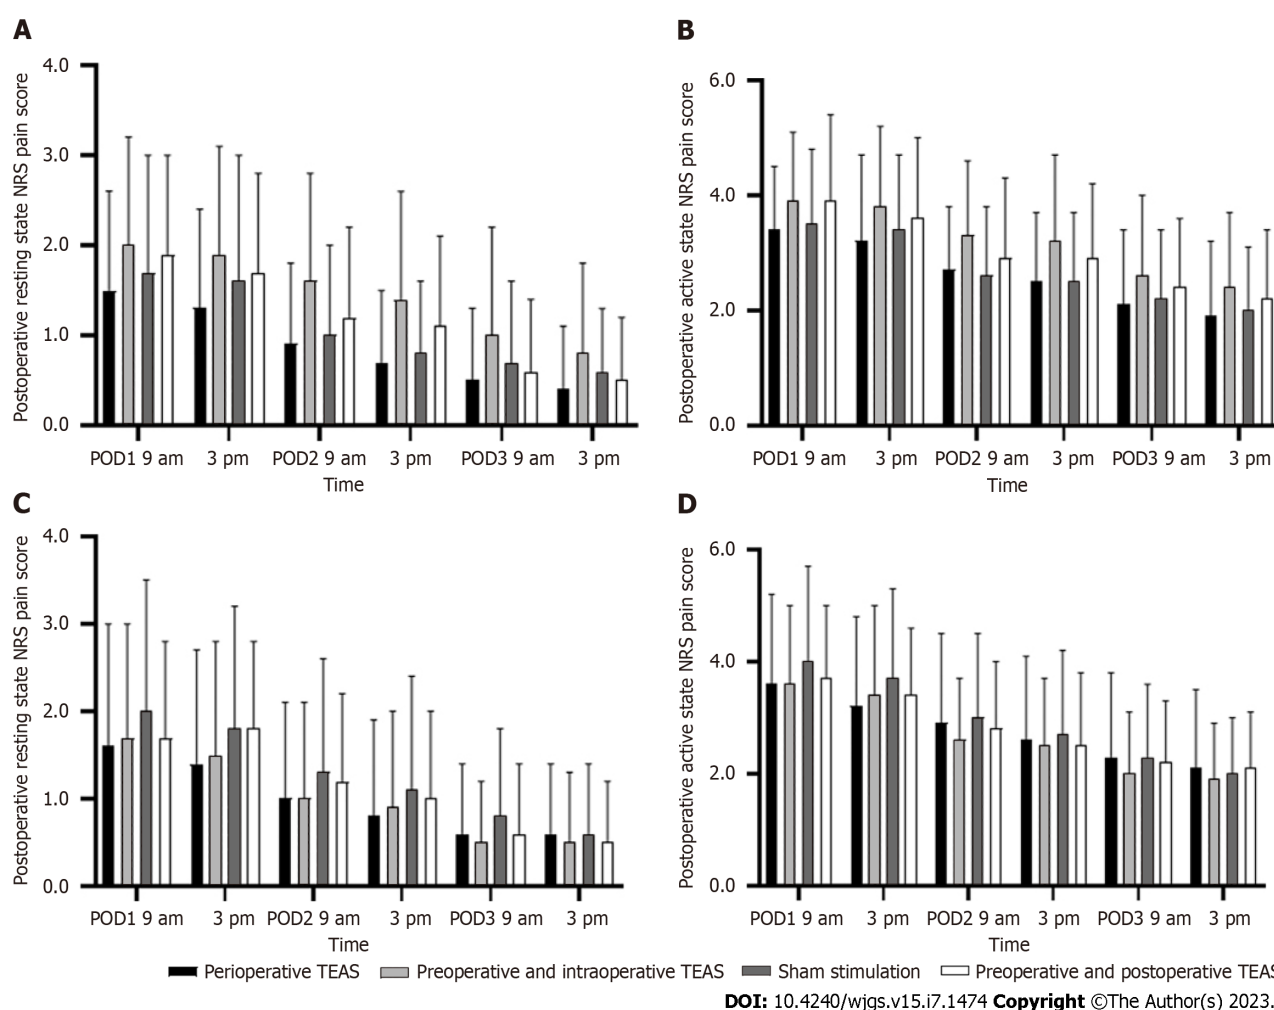 A
Postoperative resting state NRS pain score
4.0
3.0
2.0
1.0
0.0
POD1 9 am 3 pm POD2 9 am 3 pm POD3 9 am 3 pm
Time
B
Postoperative active state NRS pain score
6.0
4.0
2.0
0.0
POD1 9 am 3 pm POD2 9 am 3 pm POD3 9 am 3 pm
Time
C
Postoperative resting state NRS pain score
4.0
3.0
2.0
1.0
0.0
POD1 9 am 3 pm POD2 9 am 3 pm POD3 9 am 3 pm
Time
D
Postoperative active state NRS pain score
6.0
4.0
2.0
0.0
POD1 9 am 3 pm POD2 9 am 3 pm POD3 9 am 3 pm
Time
Perioperative TEAS Preoperative and intraoperative TEAS Sham stimulation Preoperative and postoperative TEAS
DOI: 10.4240/wjgs.v15.i7.1474 Copyright ©The Author(s) 2023.